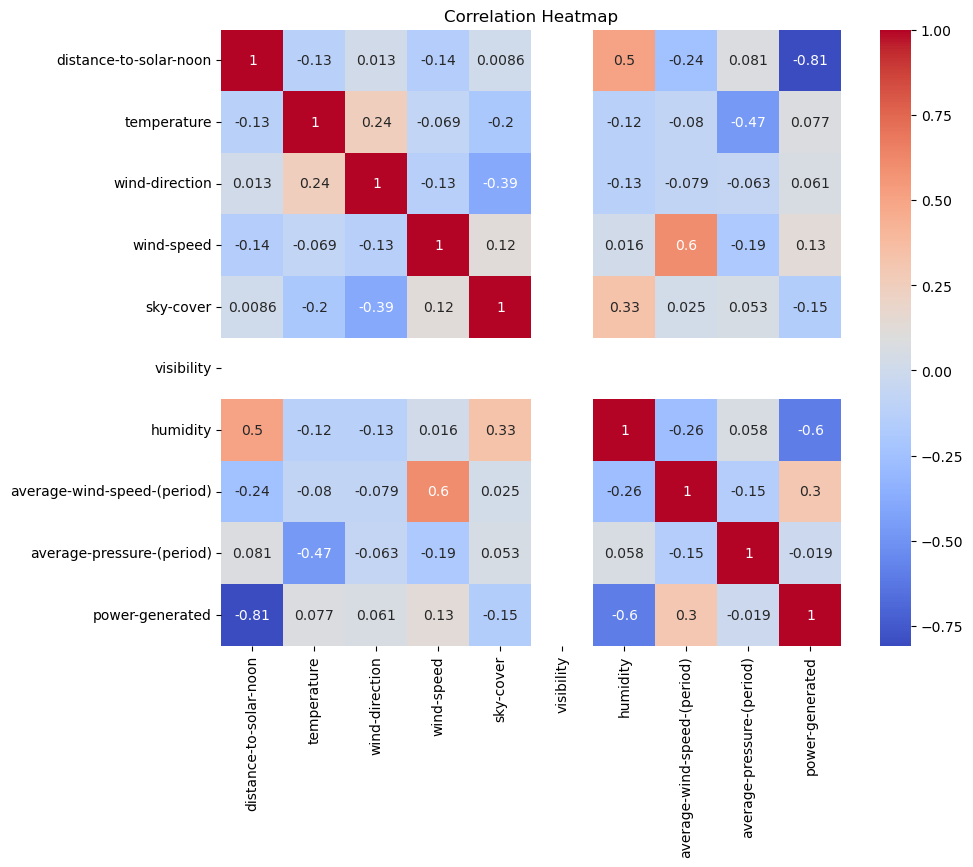 Correlation Heatmap
distance-to-solar-noon 1 -0.13 0.013 -0.14 0.0086 0.5 -0.24 0.081 -0.81
temperature -0.13 1 0.24 -0.069 -0.2 -0.12 -0.08 -0.47 0.077
wind-direction 0.013 0.24 1 -0.13 -0.39 -0.13 -0.079 -0.063 0.061
wind-speed -0.14 -0.069 -0.13 1 0.12 0.016 0.6 -0.19 0.13
sky-cover 0.0086 -0.2 -0.39 0.12 1 0.33 0.025 0.053 -0.15
visibility
humidity 0.5 -0.12 -0.13 0.016 0.33 1 -0.26 0.058 -0.6
average-wind-speed-(period) -0.24 -0.08 -0.079 0.6 0.025 -0.26 1 -0.15 0.3
average-pressure-(period) 0.081 -0.47 -0.063 -0.19 0.053 0.058 -0.15 1 -0.019
power-generated -0.81 0.077 0.061 0.13 -0.15 -0.6 0.3 -0.019 1
distance-to-solar-noon
temperature
wind-direction
wind-speed
sky-cover
visibility
humidity
average-wind-speed-(period)
average-pressure-(period)
power-generated
1.00
0.75
0.50
0.25
0.00
−0.25
−0.50
−0.75